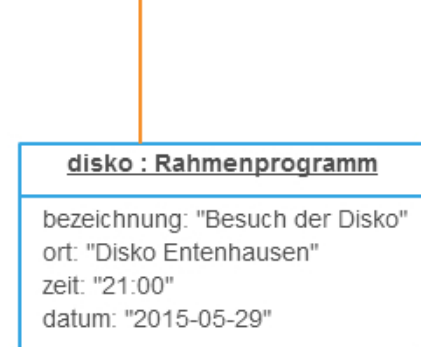 disko : Rahmenprogramm
bezeichnung: "Besuch der Disko"
ort: "Disko Entenhausen"
zeit: "21:00"
datum: "2015-05-29"